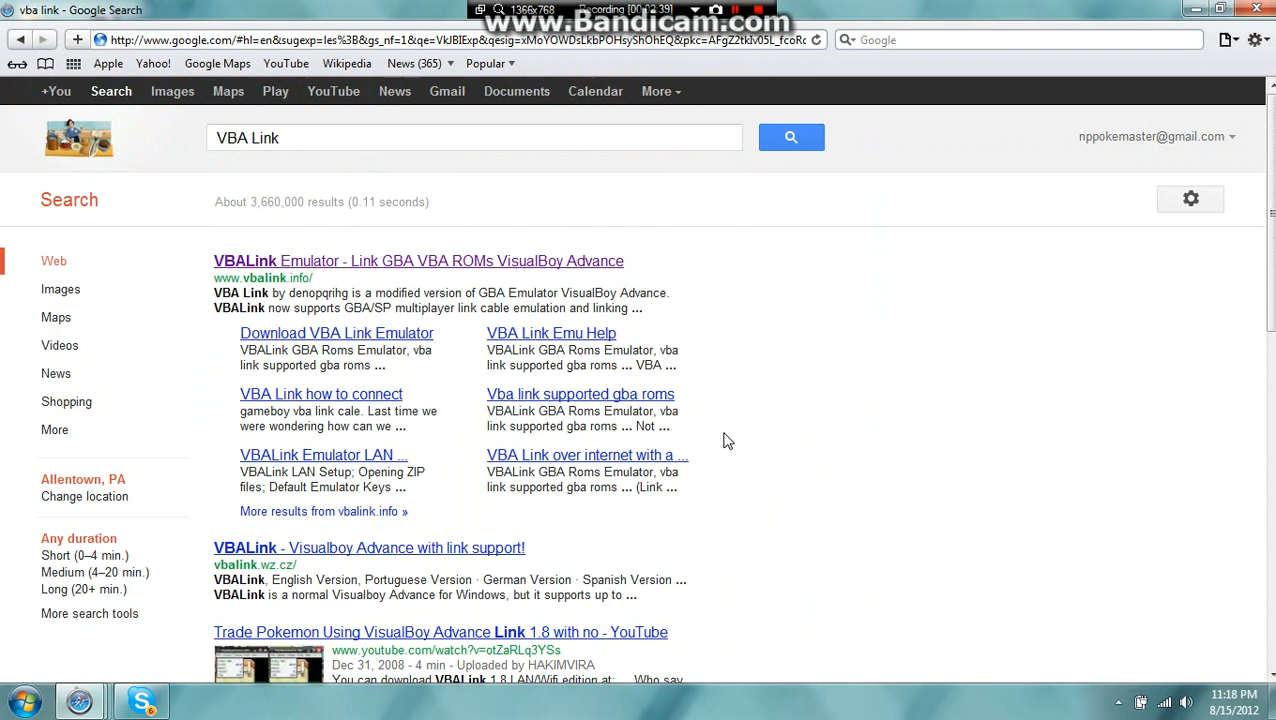 vba link - Google Search
1366x768
Recording [00:02:39]
www.Bandicam.com
http://www.google.com/#hl=en&sugexp=les%3B&gs_nf=1&qe=VkJBIExp&qesig=xMoYOWDsLkbPOHsyShOhEQ&pkc=AFgZ2tkIv05L_fcoRc
Google
Apple Yahoo! Google Maps YouTube Wikipedia News (365) Popular
+You Search Images Maps Play YouTube News Gmail Documents Calendar More
VBA Link
nppokemaster@gmail.com
Search
About 3,660,000 results (0.11 seconds)
Web
Images
Maps
Videos
News
Shopping
More
Allentown, PA
Change location
Any duration
Short (0–4 min.)
Medium (4–20 min.)
Long (20+ min.)
More search tools
VBALink Emulator - Link GBA VBA ROMs VisualBoy Advance
www.vbalink.info/
VBA Link by denopqrihg is a modified version of GBA Emulator VisualBoy Advance.
VBALink now supports GBA/SP multiplayer link cable emulation and linking ...
Download VBA Link Emulator
VBALink GBA Roms Emulator, vba
link supported gba roms ...
VBA Link Emu Help
VBALink GBA Roms Emulator, vba
link supported gba roms ... VBA ...
VBA Link how to connect
gameboy vba link cale. Last time we
were wondering how can we ...
Vba link supported gba roms
VBALink GBA Roms Emulator, vba
link supported gba roms ... Not ...
VBALink Emulator LAN ...
VBALink LAN Setup; Opening ZIP
files; Default Emulator Keys ...
VBA Link over internet with a ...
VBALink GBA Roms Emulator, vba
link supported gba roms ... (Link ...
More results from vbalink.info »
VBALink - Visualboy Advance with link support!
vbalink.wz.cz/
VBALink, English Version, Portuguese Version · German Version · Spanish Version ...
VBALink is a normal Visualboy Advance for Windows, but it supports up to ...
Trade Pokemon Using VisualBoy Advance Link 1.8 with no - YouTube
www.youtube.com/watch?v=otZaRLq3YSs
Dec 31, 2008 - 4 min - Uploaded by HAKIMVIRA
You can download VBALink 1.8 LAN/Wifi edition at: ... Who say
6
11:18 PM
8/15/2012